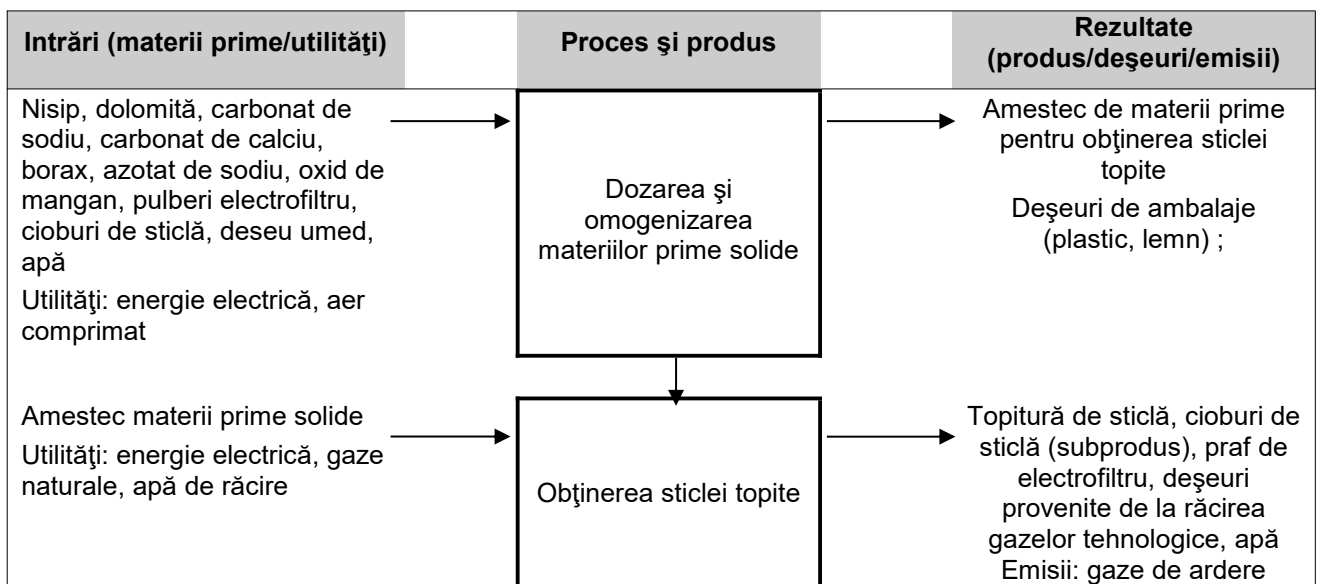 Intrări (materii prime/utilităţi)
Proces şi produs
Rezultate
(produs/deşeuri/emisii)
Nisip, dolomită, carbonat de
sodiu, carbonat de calciu,
borax, azotat de sodiu, oxid de
mangan, pulberi electrofiltru,
cioburi de sticlă, deseu umed,
apă
Utilităţi: energie electrică, aer
comprimat
Dozarea şi
omogenizarea
materiilor prime solide
Amestec de materii prime
pentru obţinerea sticlei
topite
Deşeuri de ambalaje
(plastic, lemn) ;
Amestec materii prime solide
Utilităţi: energie electrică, gaze
naturale, apă de răcire
Obţinerea sticlei topite
Topitură de sticlă, cioburi de
sticlă (subprodus), praf de
electrofiltru, deşeuri
provenite de la răcirea
gazelor tehnologice, apă
Emisii: gaze de ardere